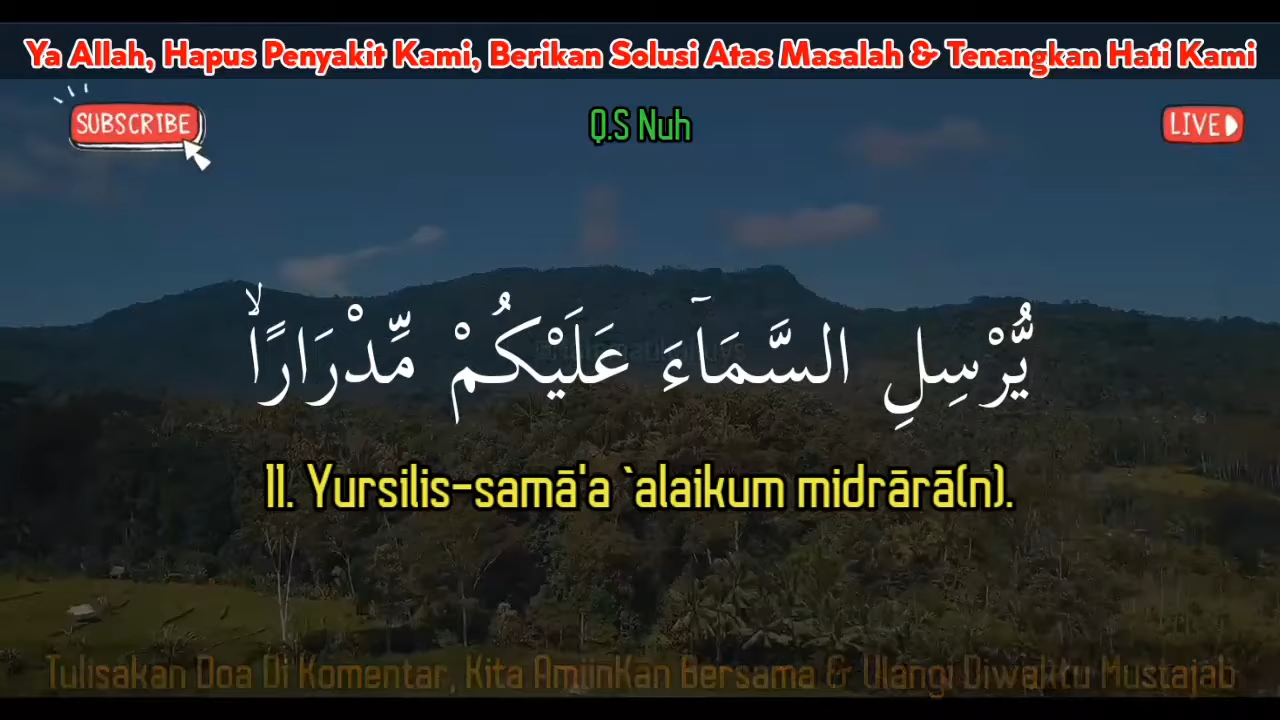 Ya Allah, Hapus Penyakit Kami, Berikan Solusi Atas Masalah & Tenangkan Hati Kami
SUBSCRIBE
Q.S Nuh
LIVE
يُّرْسِلِ السَّمَاۤءَ عَلَيْكُمْ مِّدْرَارًاۙ
11. Yursilis-samā'a `alaikum midrārā(n).
Tulisakan Doa Di Komentar, Kita AmiinKan Bersama & Ulangi Diwaktu Mustajab